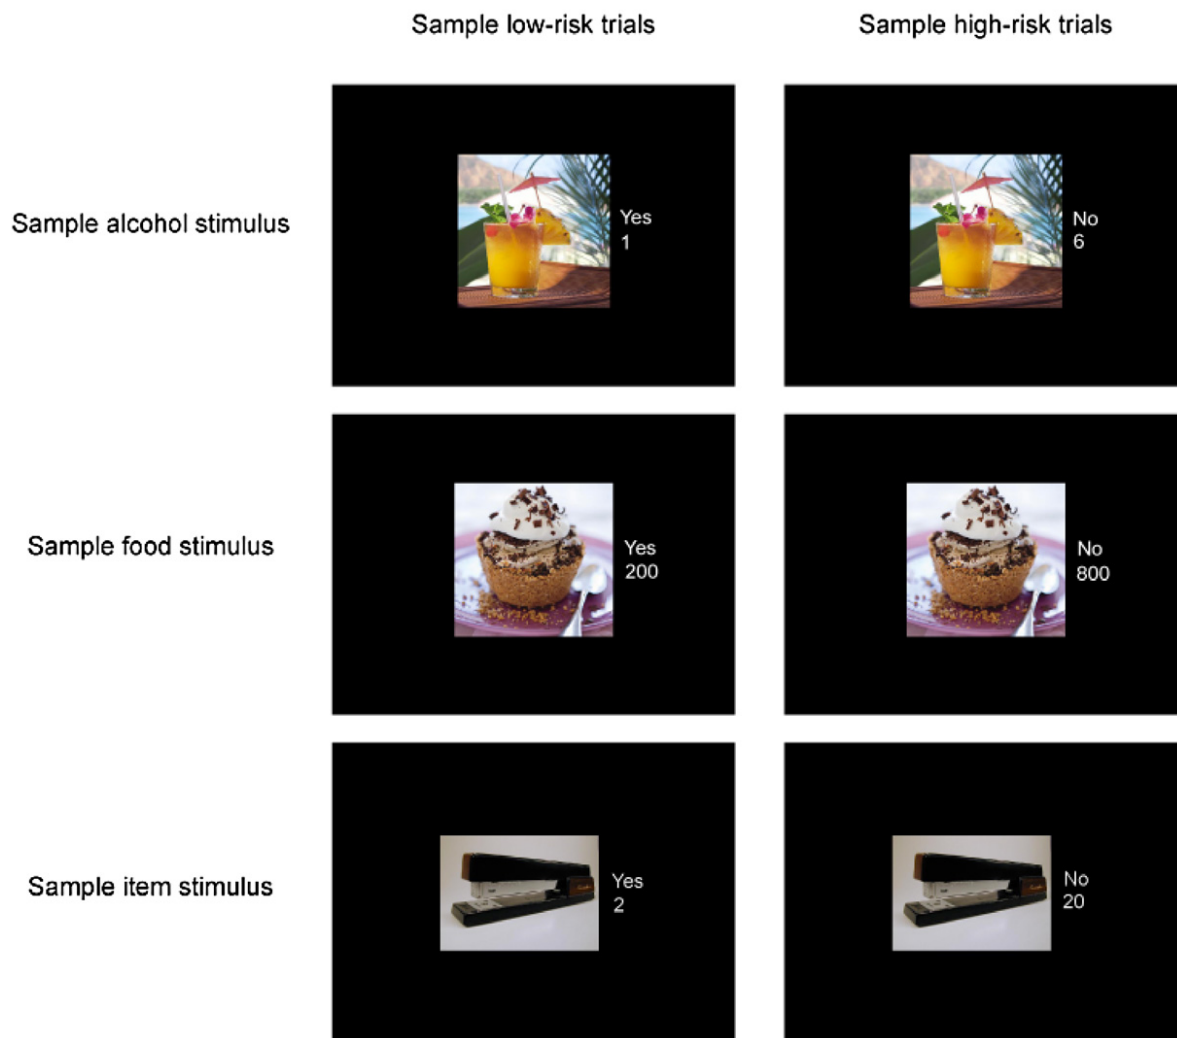 Sample low-risk trials
Sample high-risk trials
Sample alcohol stimulus
Yes
1
No
6
Sample food stimulus
Yes
200
No
800
Sample item stimulus
Yes
2
No
20